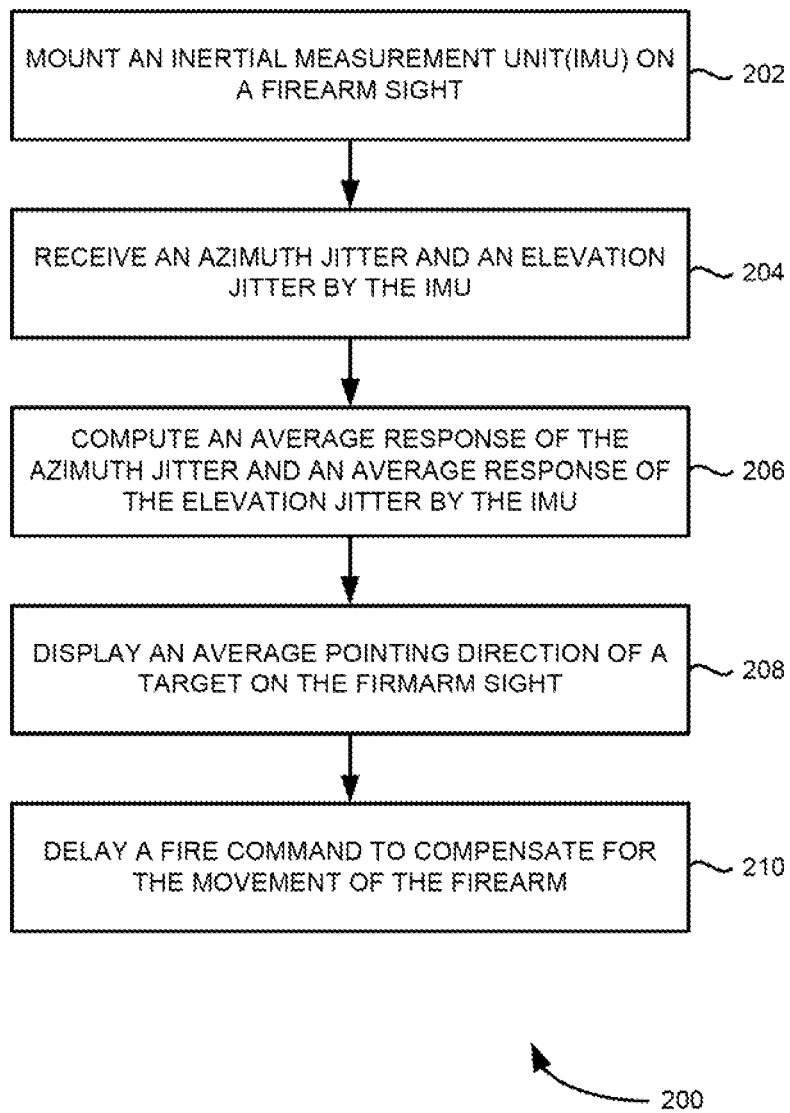 MOUNT AN INERTIAL MEASUREMENT UNIT(IMU) ON
A FIREARM SIGHT
202
RECEIVE AN AZIMUTH JITTER AND AN ELEVATION
JITTER BY THE IMU
204
COMPUTE AN AVERAGE RESPONSE OF THE
AZIMUTH JITTER AND AN AVERAGE RESPONSE OF
THE ELEVATION JITTER BY THE IMU
206
DISPLAY AN AVERAGE POINTING DIRECTION OF A
TARGET ON THE FIRMARM SIGHT
208
DELAY A FIRE COMMAND TO COMPENSATE FOR
THE MOVEMENT OF THE FIREARM
210
200